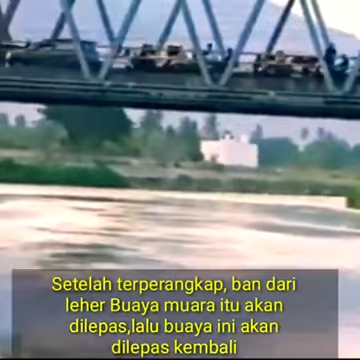 Setelah terperangkap, ban dari
leher Buaya muara itu akan
dilepas,lalu buaya ini akan
dilepas kembali